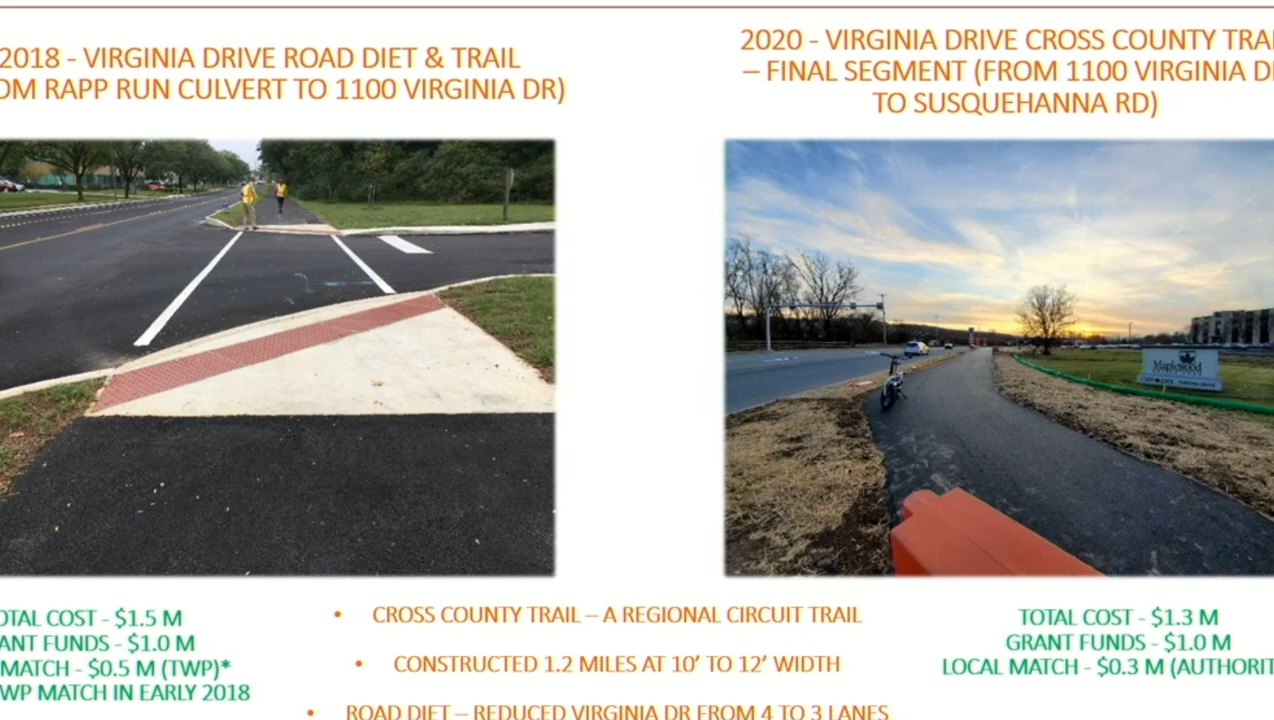 2018 - VIRGINIA DRIVE ROAD DIET & TRAIL
OM RAPP RUN CULVERT TO 1100 VIRGINIA DR)
2020 - VIRGINIA DRIVE CROSS COUNTY TRAI
– FINAL SEGMENT (FROM 1100 VIRGINIA D
TO SUSQUEHANNA RD)
Maplewood
OTAL COST - $1.5 M
ANT FUNDS - $1.0 M
MATCH - $0.5 M (TWP)*
WP MATCH IN EARLY 2018
• CROSS COUNTY TRAIL – A REGIONAL CIRCUIT TRAIL
• CONSTRUCTED 1.2 MILES AT 10’ TO 12’ WIDTH
• ROAD DIET – REDUCED VIRGINIA DR FROM 4 TO 3 LANES
TOTAL COST - $1.3 M
GRANT FUNDS - $1.0 M
LOCAL MATCH - $0.3 M (AUTHORIT